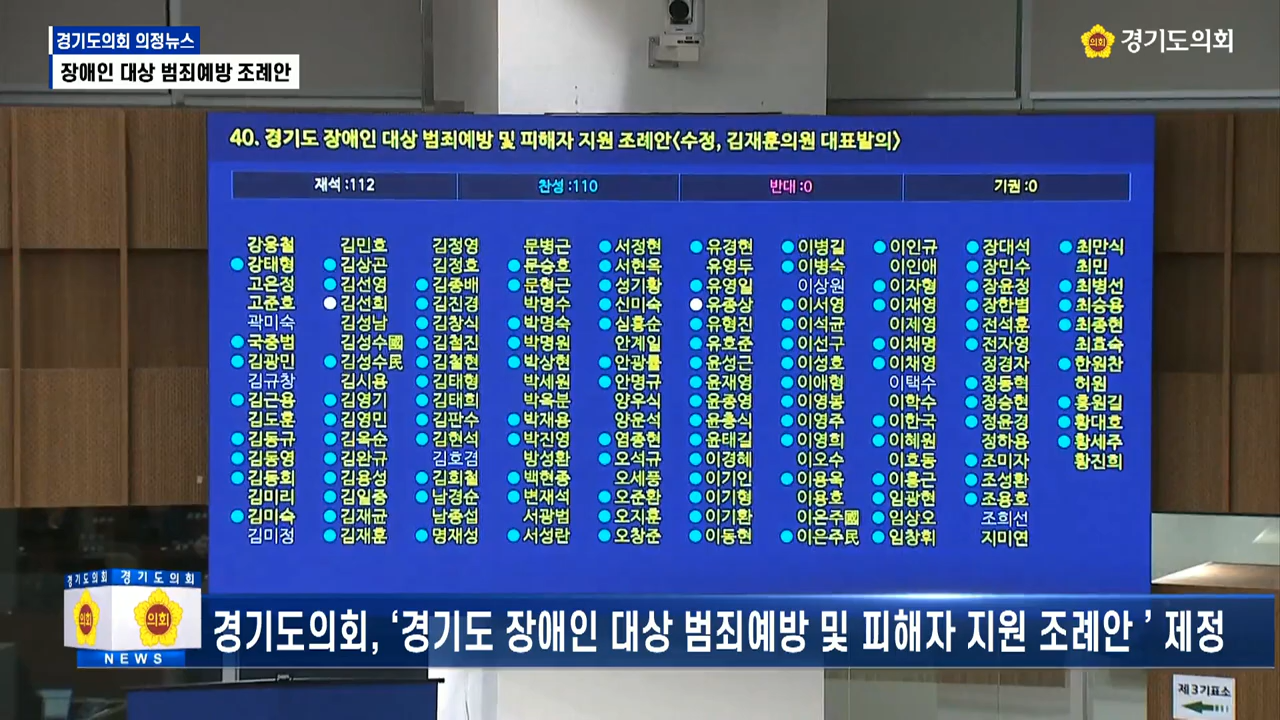 경기도의회 의정뉴스
장애인 대상 범죄예방 조례안
의회 경기도의회
40. 경기도 장애인 대상 범죄예방 및 피해자 지원 조례안<수정, 김재훈의원 대표발의>
재석 :112 찬성 :110 반대 :0 기권 :0
강용철 김민호 김정영 문병근 서정현 유경현 이병길 이인규 장대석 최만식
강태형 김상곤 김정호 문승호 서현옥 유영두 이병숙 이인애 장민수 최민
고은정 김선영 김종배 문형근 성기황 유영일 이상원 이자형 장윤정 최병선
고준호 김선희 김진경 박명수 신미숙 유종상 이서영 이재영 장한별 최승용
곽미숙 김성남 김창식 박명숙 심홍순 유형진 이석균 이제영 전석훈 최종현
국중범 김성수國 김철진 박명원 안계일 유호준 이선구 이재명 전자영 최효숙
김광민 김성수民 김철현 박상현 안광률 윤성근 이성호 이채영 정경자 한원찬
김규창 김시용 김태형 박세원 안명규 윤재영 이애형 이택수 정동혁 허원
김근용 김영기 김태희 박옥분 양우식 윤종영 이영봉 이학수 정승현 홍원길
김도훈 김영민 김판수 박재용 양운석 윤충식 이영주 이한국 정윤경 황대호
김동규 김옥순 김현석 박진영 염종현 윤태길 이영희 이혜원 정하용 황세주
김동영 김완규 김호겸 방성환 오석규 이경혜 이오수 이호동 조미자 황진희
김동희 김용성 김회철 백현종 오세풍 이기인 이용욱 이홍근 조성환
김미리 김일중 남경순 변재석 오준환 이기형 이용호 임광현 조용호
김미숙 김재균 남종섭 서광범 오지훈 이기환 이은주國 임상오 조희선
김미정 김재훈 명재성 서성란 오창준 이동현 이은주民 임창휘 지미연
경기도의회 경기도의회
의회 의회
NEWS
경기도의회, ‘경기도 장애인 대상 범죄예방 및 피해자 지원 조례안 ’ 제정
제3기표소